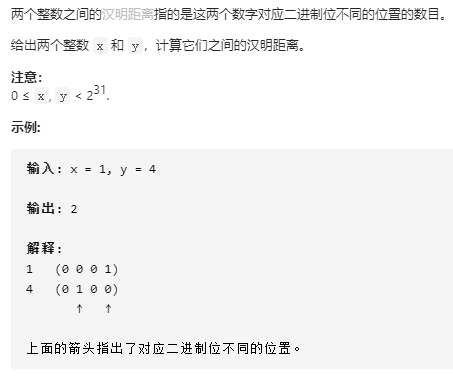 两个整数之间的汉明距离指的是这两个数字对应二进制位不同的位置的数目。
给出两个整数 x 和 y，计算它们之间的汉明距离。
注意：
0 ≤ x, y < 2³¹.
示例:
输入: x = 1, y = 4
输出: 2
解释:
1 (0 0 0 1)
4 (0 1 0 0)
↑ ↑
上面的箭头指出了对应二进制位不同的位置。